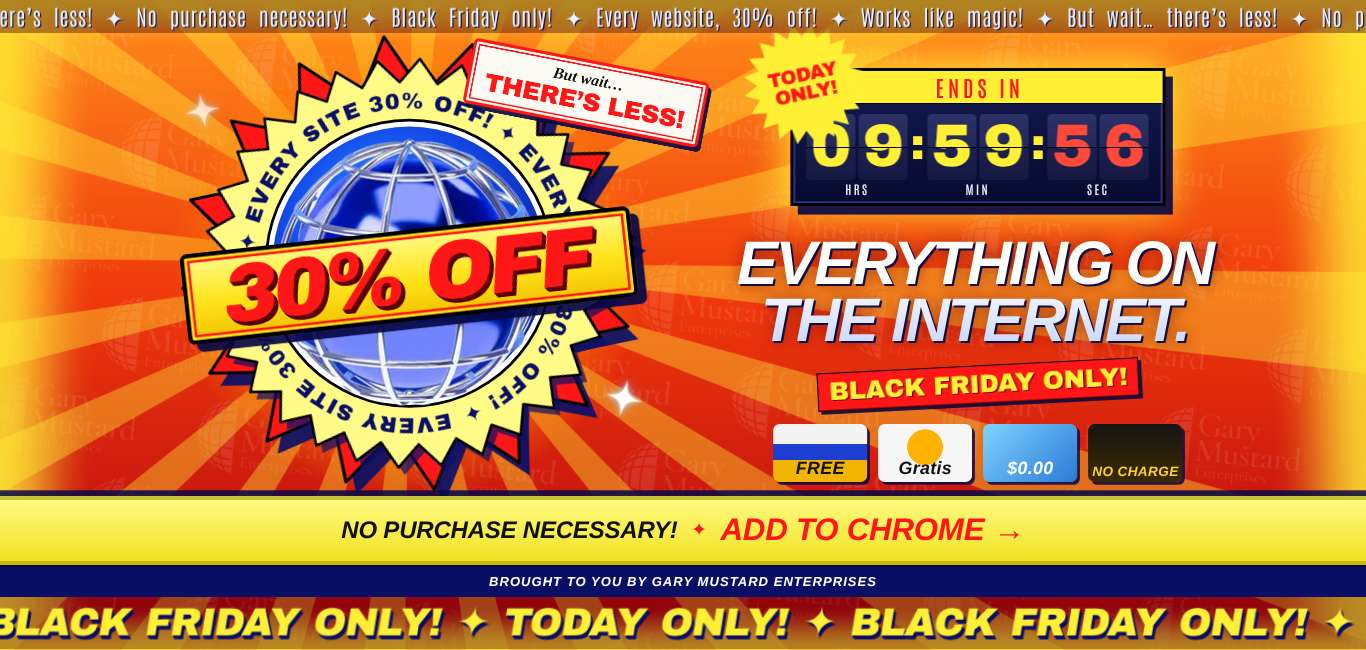 ere's less! ✦ No purchase necessary! ✦ Black Friday only! ✦ Every website, 30% off! ✦ Works like magic! ✦ But wait… there's less! ✦ No p
But wait…
THERE'S LESS!
✦ EVERY SITE 30% OFF! ✦ EVERY
30% OFF
30% OFF! ✦ EVERY SITE 30%
TODAY ONLY!
ENDS IN
09:59:56
HRS MIN SEC
EVERYTHING ON
THE INTERNET.
BLACK FRIDAY ONLY!
FREE Gratis $0.00 NO CHARGE
NO PURCHASE NECESSARY! ✦ ADD TO CHROME →
BROUGHT TO YOU BY GARY MUSTARD ENTERPRISES
BLACK FRIDAY ONLY! ✦ TODAY ONLY! ✦ BLACK FRIDAY ONLY! ✦
Gary
Mustard
Enterprises